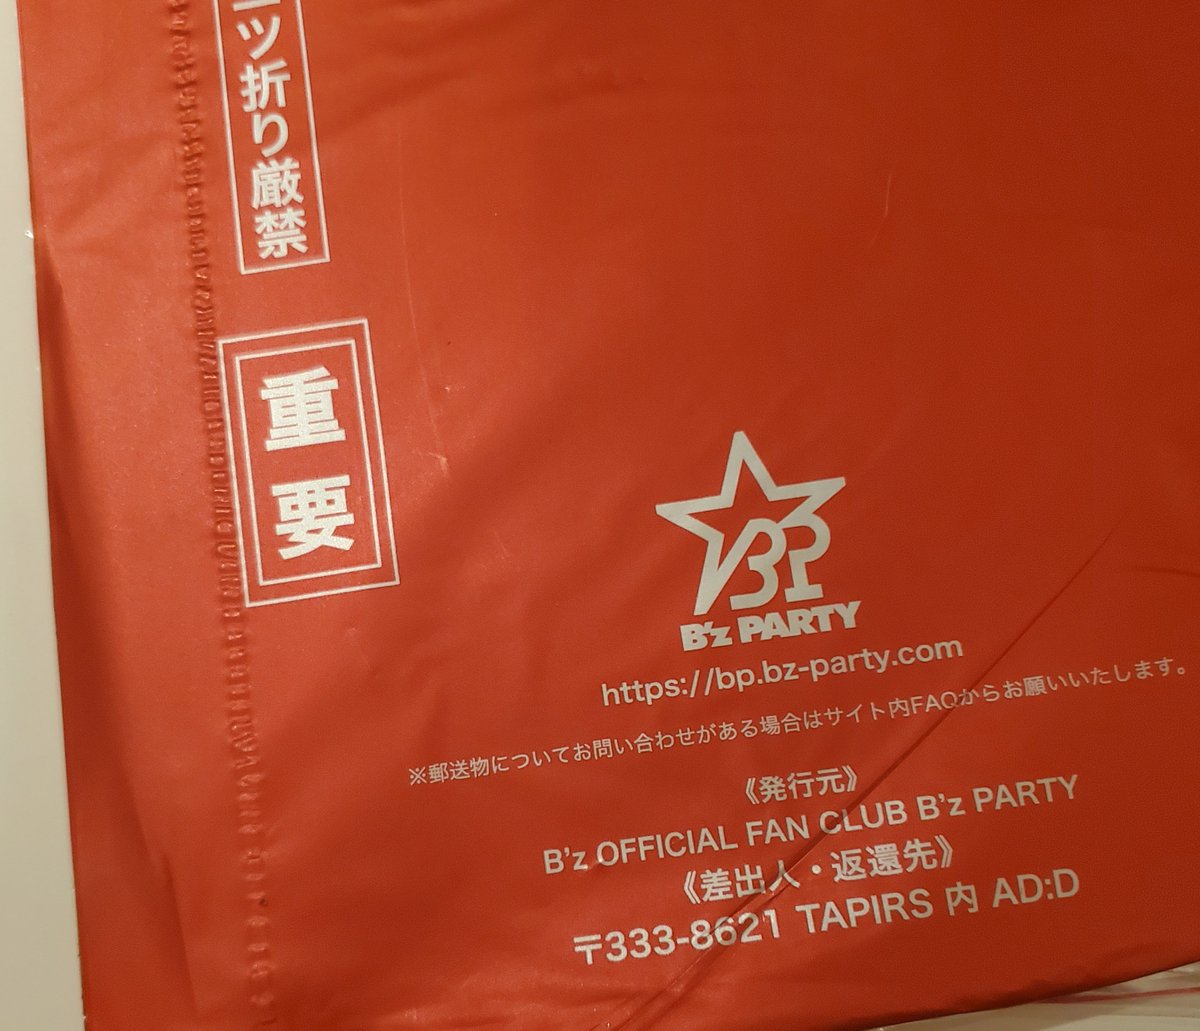 ツ折り厳禁
重要
BP
B'z PARTY
https://bp.bz-party.com
※郵送物についてお問い合わせがある場合はサイト内FAQからお願いいたします。
《発行元》
B'z OFFICIAL FAN CLUB B'z PARTY
《差出人・返還先》
〒333-8621 TAPIRS 内 AD:D